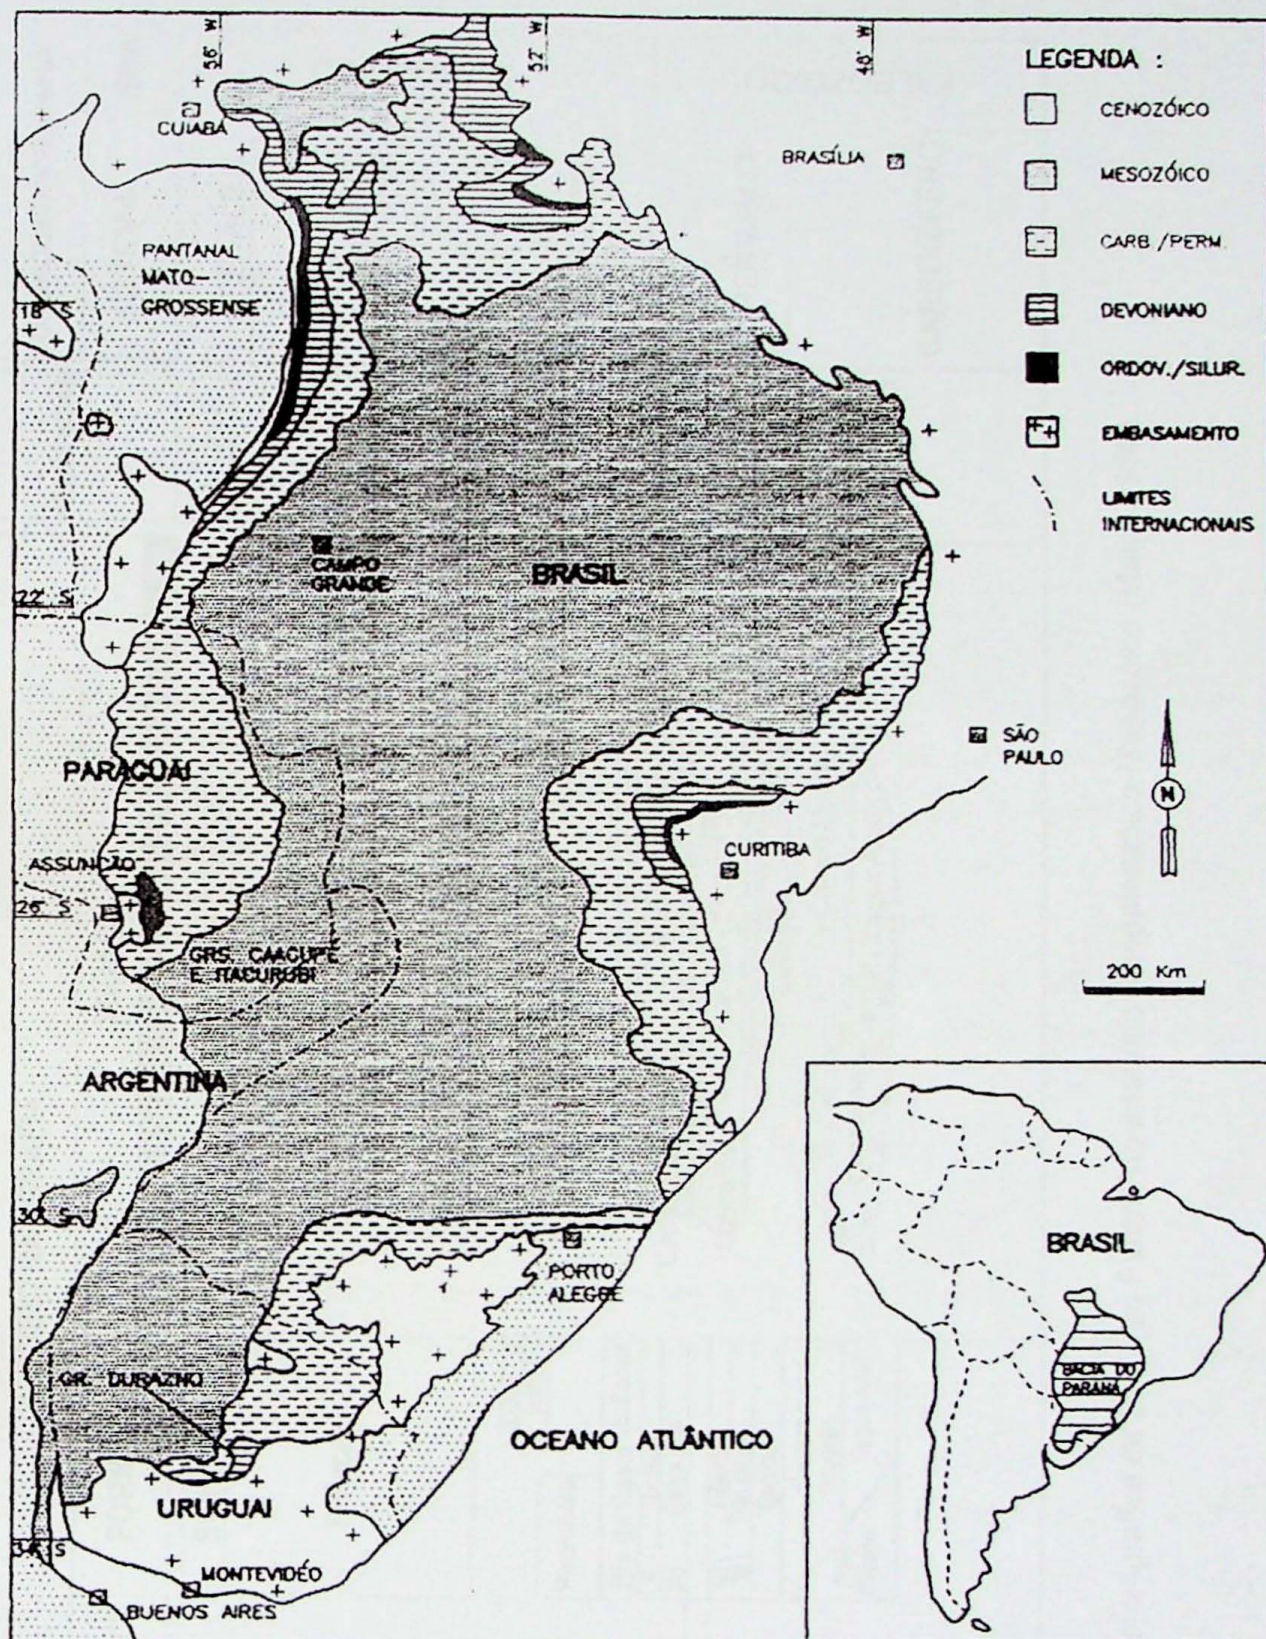 56° W
52° W
48° W
LEGENDA :
CENOZÓICO
MESOZÓICO
CARB./PERM.
DEVONIANO
ORDOV./SILUR.
EMBASAMENTO
LIMITES
INTERNACIONAIS
CUIABÁ
BRASÍLIA
PANTANAL
MATO-
GROSSENSE
18° S
CAMPO
GRANDE
BRASIL
22° S
SÃO
PAULO
PARAGUAI
N
CURITIBA
ASSUNÇÃO
26° S
GRS. CAACUPÉ
E ITACURUBI
200 Km
ARGENTINA
30° S
PORTO
ALEGRE
GR. DURAZNO
OCEANO ATLÂNTICO
URUGUAI
34° S
MONTEVIDÉO
BUENOS AIRES
BRASIL
BACIA DO
PARANÁ